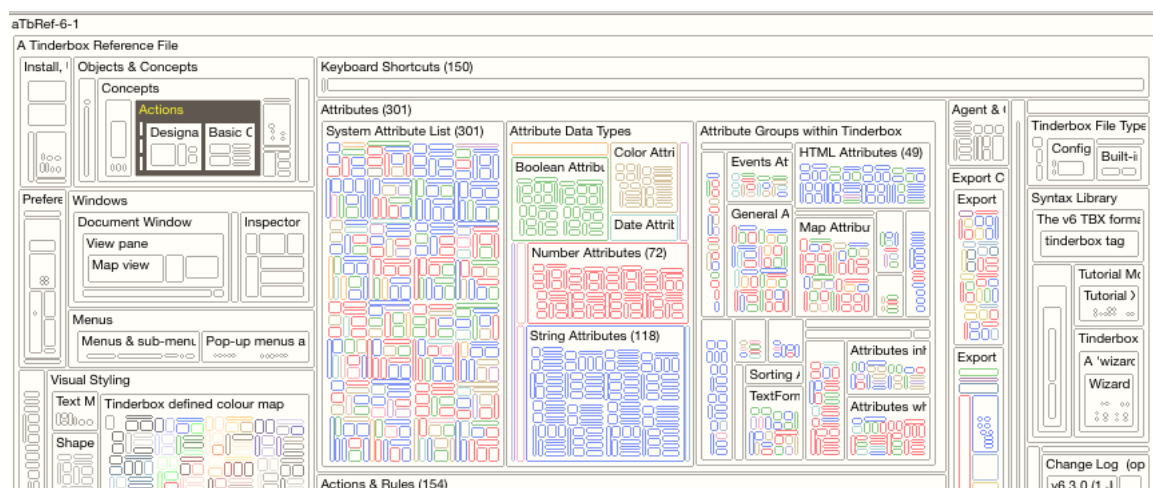 aTbRef-6-1
A Tinderbox Reference File
Install,
Objects & Concepts
Concepts
Actions
Designa
Basic C
Keyboard Shortcuts (150)
Attributes (301)
System Attribute List (301)
Attribute Data Types
Boolean Attribu
Color Attri
Date Attrit
Number Attributes (72)
String Attributes (118)
Attribute Groups within Tinderbox
Events At
HTML Attributes (49)
General A
Map Attribu
Sorting
TextForn
Attributes int
Attributes wh
Agent &
Export C
Export
Export
Tinderbox File Type
Config
Built-ii
Syntax Library
The v6 TBX forma
tinderbox tag
Tutorial Mc
Tutorial
Tinderbox
A 'wizarc
Wizard
Change Log (op
v6.3.0 (1 J
Prefere
Windows
Document Window
View pane
Map view
Inspector
Menus
Menus & sub-menu
Pop-up menus a
Visual Styling
Text M
Tinderbox defined colour map
Shape
Actions & Rules (154)